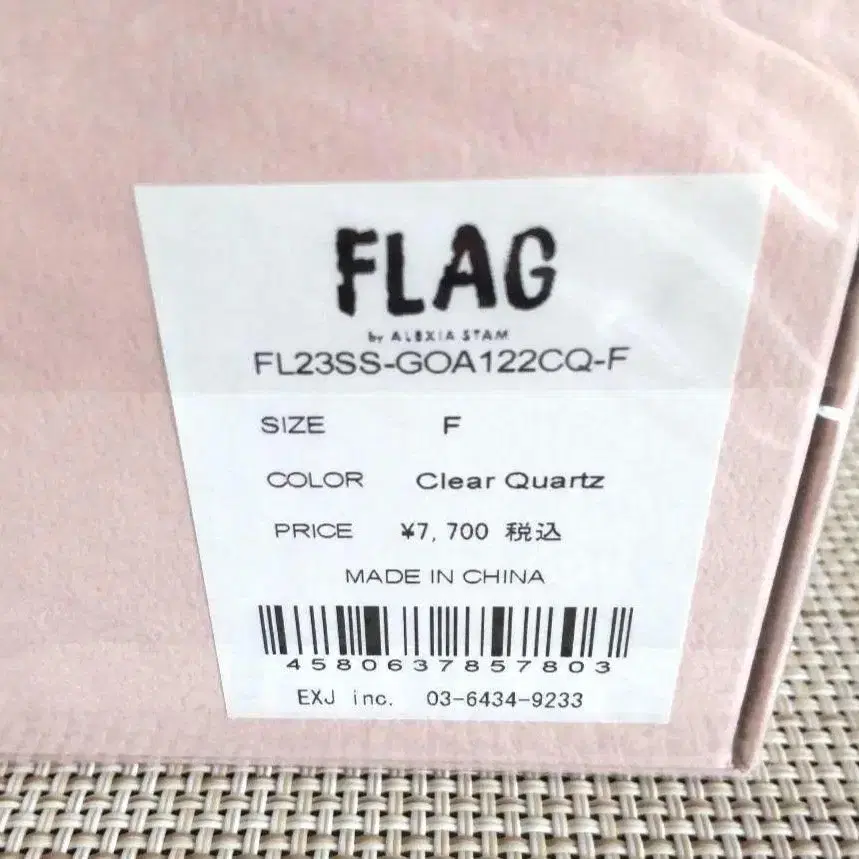 FLAG
by ALEXIA STAM
FL23SS-GOA122CQ-F
SIZE F
COLOR Clear Quartz
PRICE ¥7,700 税込
MADE IN CHINA
4580637857803
EXJ inc. 03-6434-9233